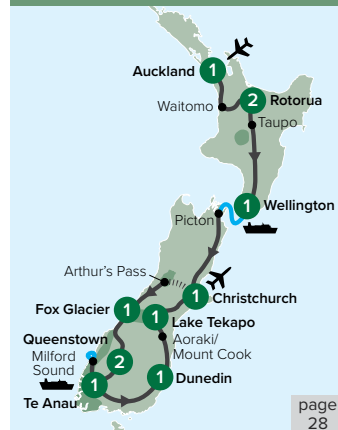 Auckland
1
Waitomo
2
Rotorua
Taupo
1
Wellington
Picton
Arthur's Pass
1
Christchurch
Fox Glacier
1
1
Lake Tekapo
Aoraki/
Mount Cook
Queenstown
Milford
Sound
2
1
1
Dunedin
Te Anau
page
28